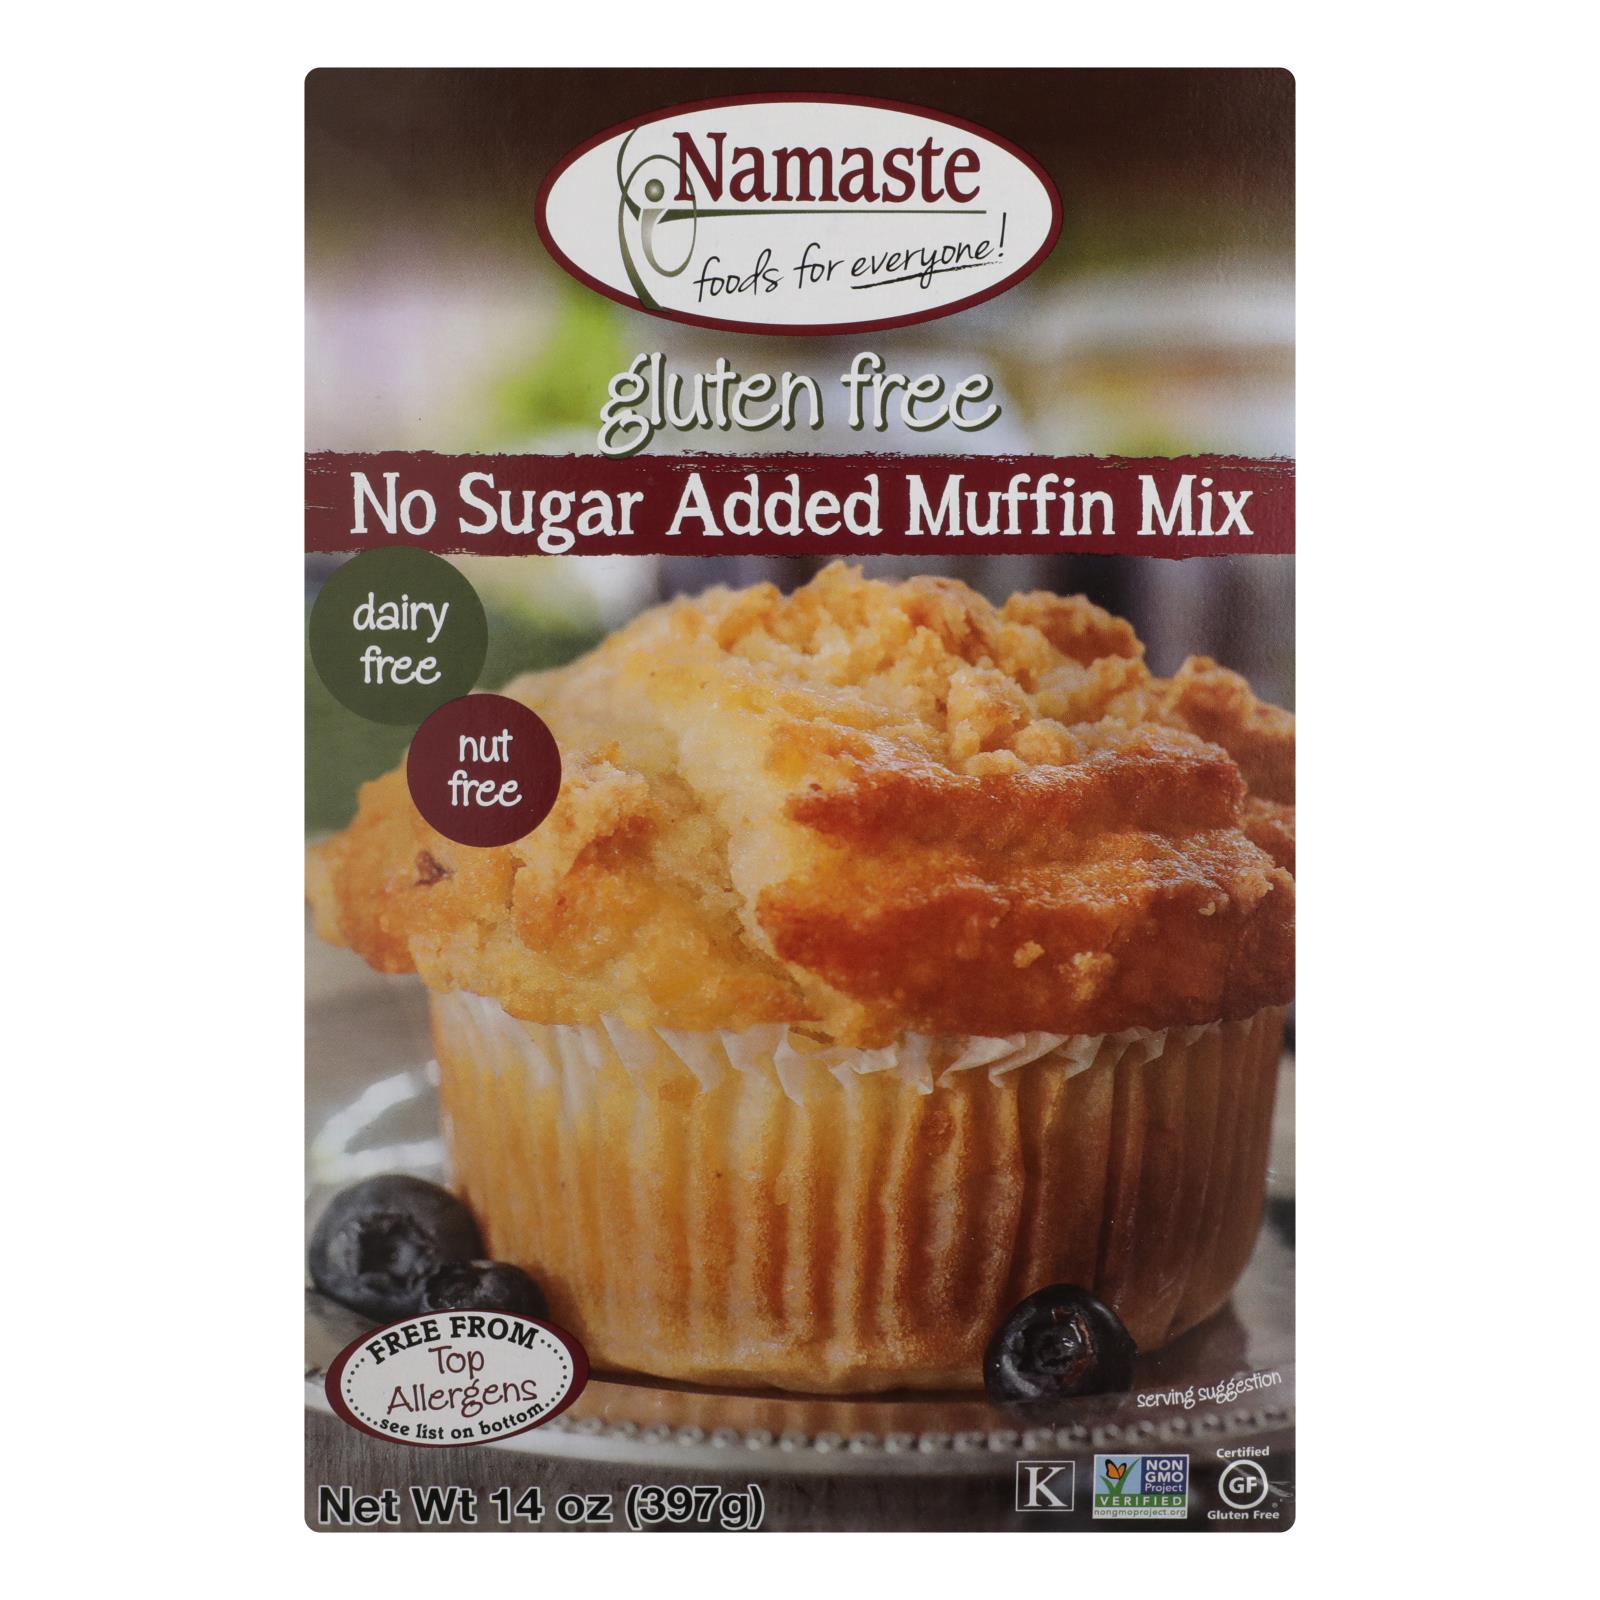 Namaste
foods for everyone!
gluten free
No Sugar Added Muffin Mix
dairy
free
nut
free
FREE FROM
Top
Allergens
...see list on bottom...
serving suggestion
Net Wt 14 oz (397g)
K
NON
GMO
Project
VERIFIED
nongmoproject.org
Certified
GF
®
Gluten Free